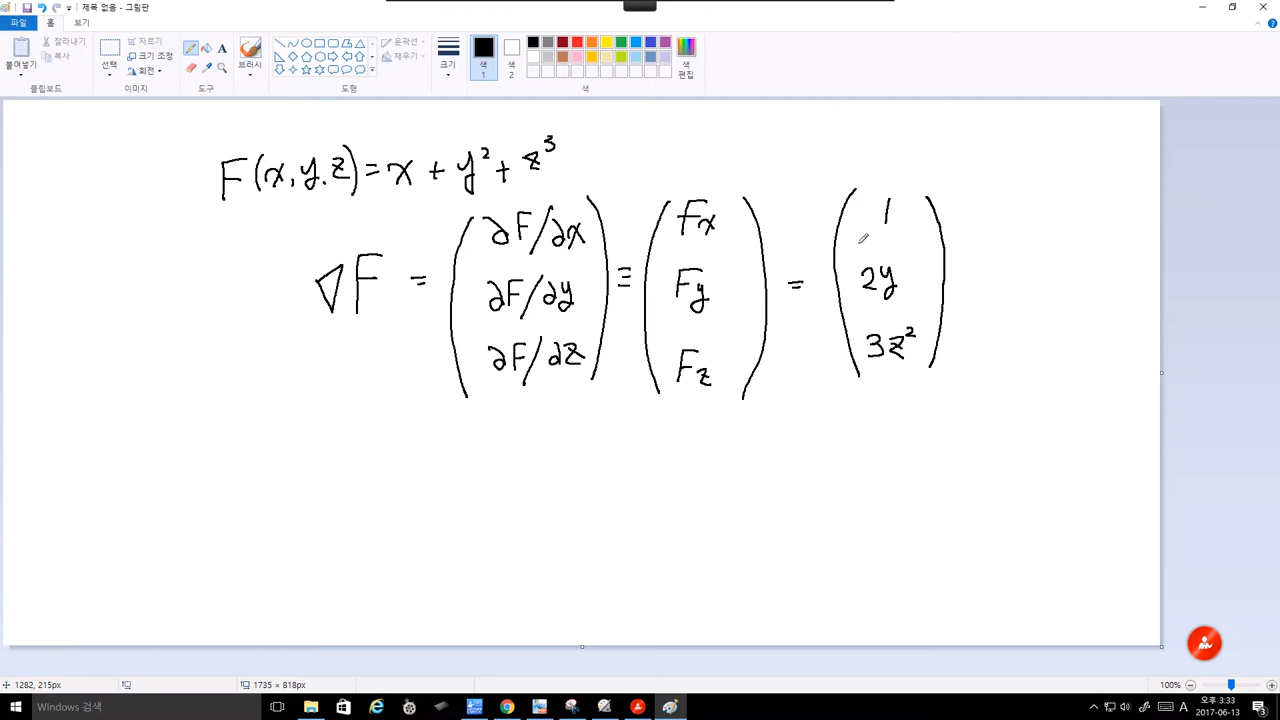 제목 없음 - 그림판
파일 홈 보기
붙여넣기 잘라내기 복사
클립보드
선택 자르기 크기 조정 회전
이미지
도구
브러시
윤곽선 채우기
도형
크기
색 1 색 2 색 편집
색
F(x,y,z)=x+y²+z³
∇F = (∂F/∂x ∂F/∂y ∂F/∂z) ≡ (Fx Fy Fz) = (1 2y 3z²)
1282, 215px 1735 × 818px 100%
Windows 검색 A 오후 3:33
2017-06-13 3